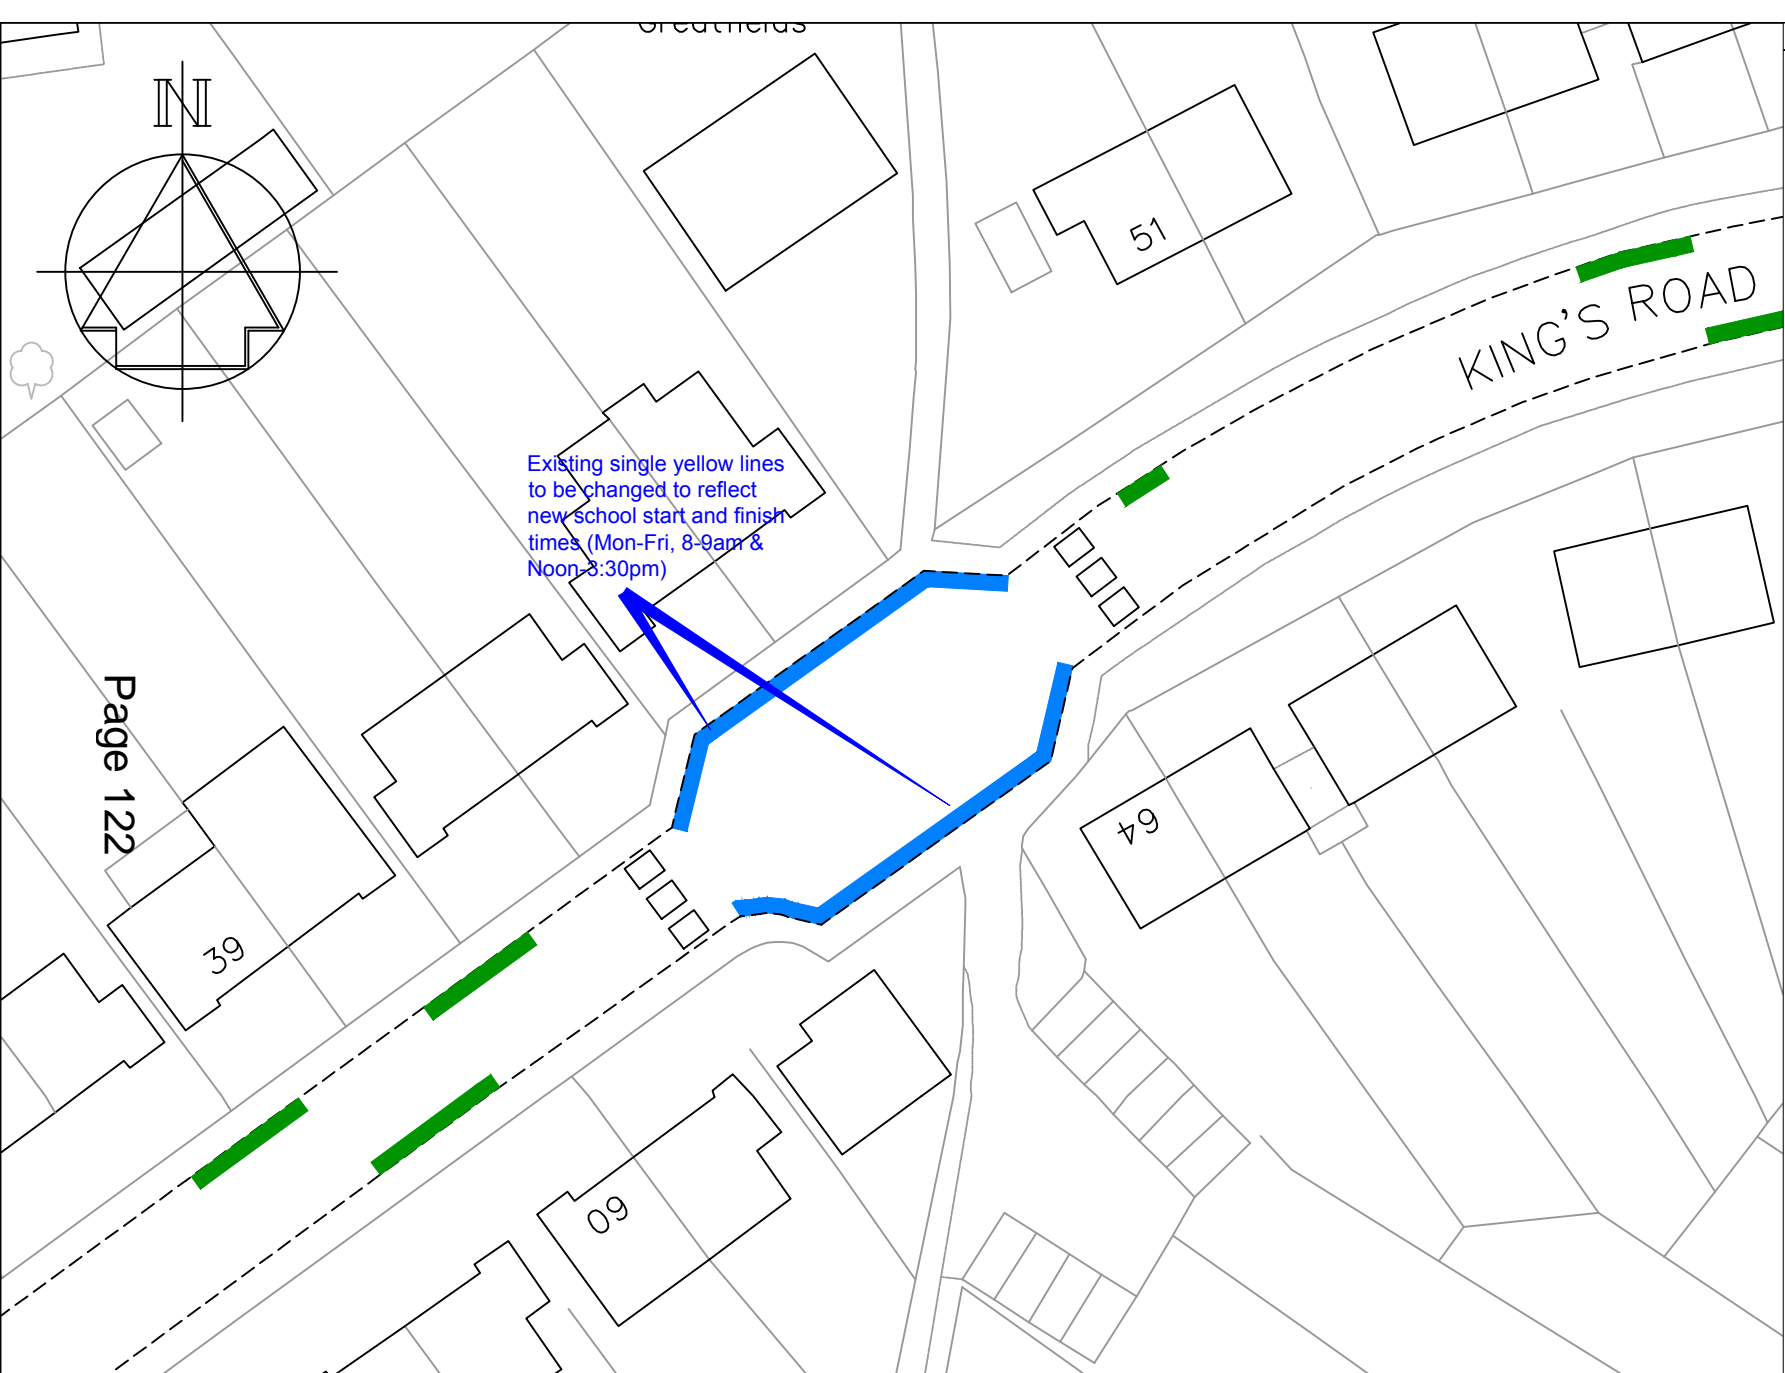 Greatfields
N
51
KING'S ROAD
Existing single yellow lines
to be changed to reflect
new school start and finish
times (Mon-Fri, 8-9am &
Noon-3:30pm)
Page 122
64
39
60